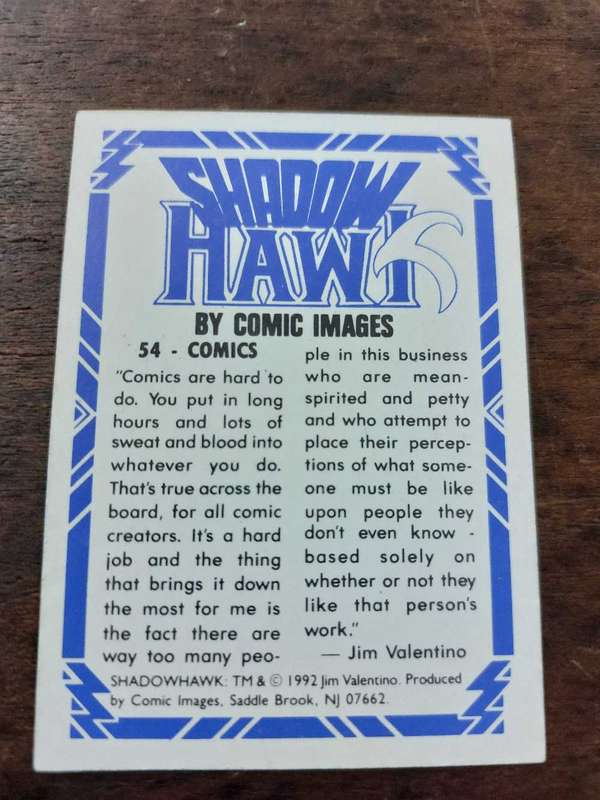 SHADOW
HAWK
BY COMIC IMAGES
54 - COMICS
"Comics are hard to
do. You put in long
hours and lots of
sweat and blood into
whatever you do.
That's true across the
board, for all comic
creators. It's a hard
job and the thing
that brings it down
the most for me is
the fact there are
way too many peo-
ple in this business
who are mean-
spirited and petty
and who attempt to
place their percep-
tions of what some-
one must be like
upon people they
don't even know -
based solely on
whether or not they
like that person's
work."
— Jim Valentino
SHADOWHAWK: TM & © 1992 Jim Valentino. Produced
by Comic Images, Saddle Brook, NJ 07662.